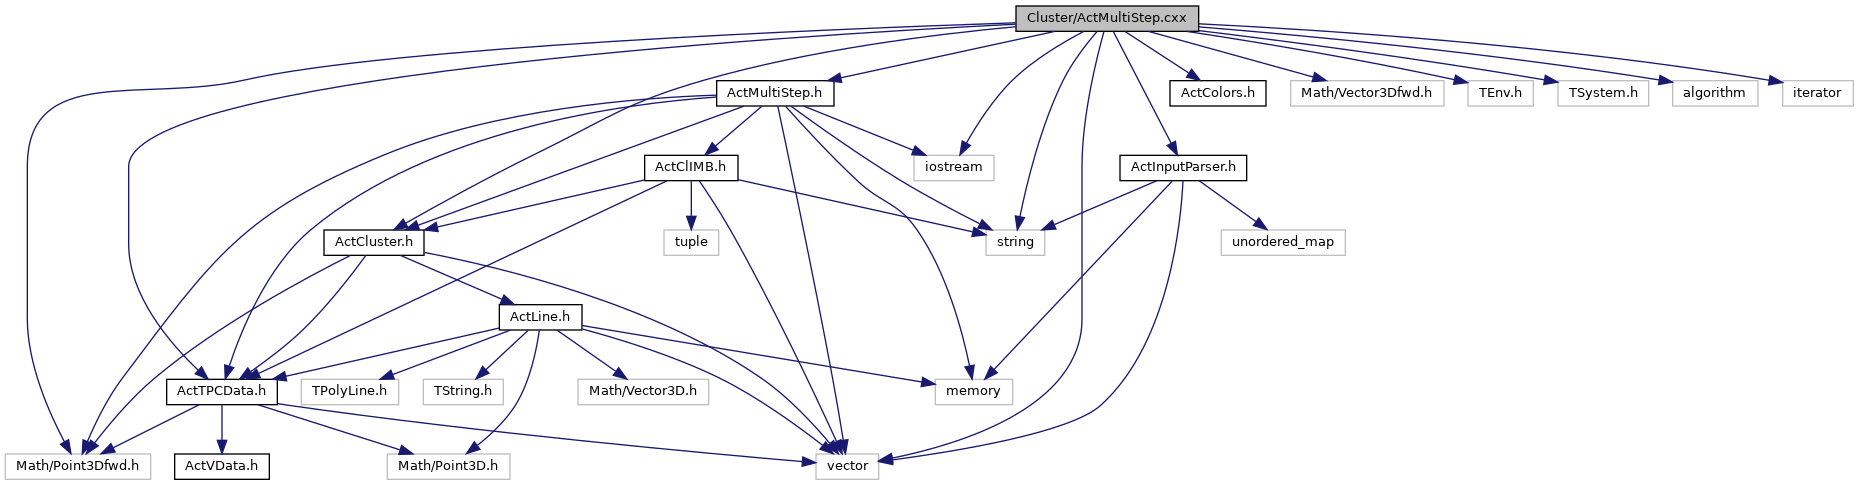 Cluster/ActMultiStep.cxx
ActMultiStep.h
ActColors.h
Math/Vector3Dfwd.h
TEnv.h
TSystem.h
algorithm
iterator
ActClIMB.h
iostream
ActInputParser.h
ActCluster.h
tuple
string
unordered_map
ActLine.h
ActTPCData.h
TPolyLine.h
TString.h
Math/Vector3D.h
memory
Math/Point3Dfwd.h
ActVData.h
Math/Point3D.h
vector